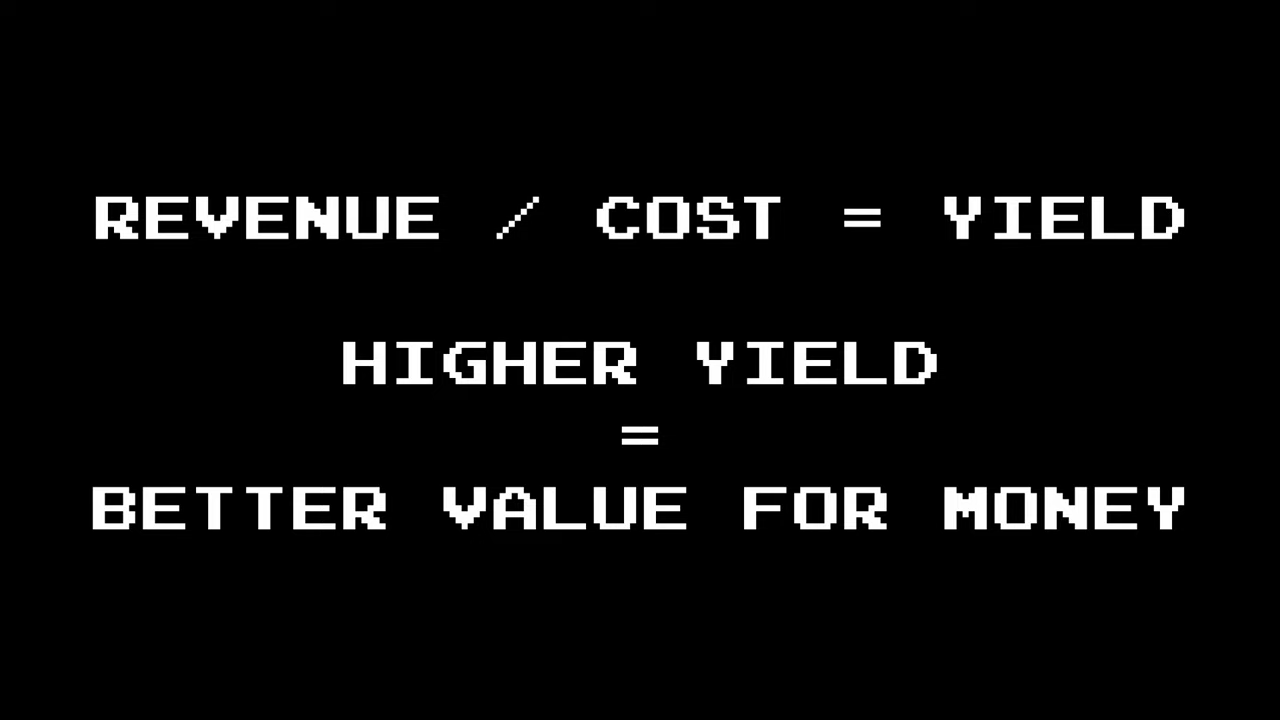 REVENUE / COST = YIELD
HIGHER YIELD
=
BETTER VALUE FOR MONEY